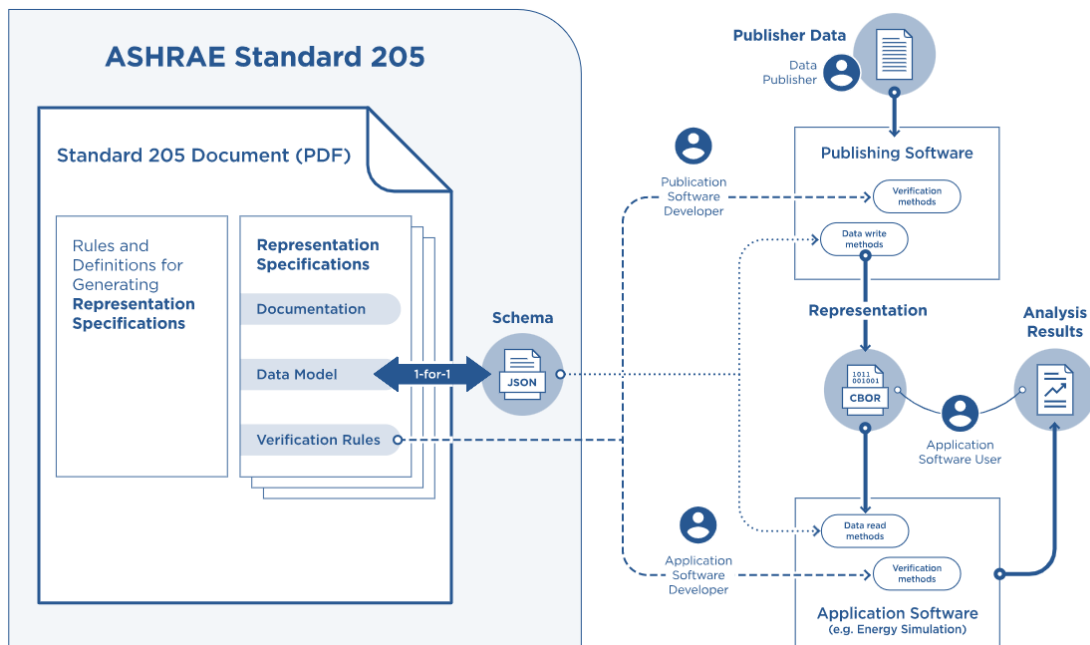 ASHRAE Standard 205
Standard 205 Document (PDF)
Rules and
Definitions for
Generating
Representation
Specifications
Representation
Specifications
Documentation
Data Model
Verification Rules
1-for-1
Schema
JSON
Publisher Data
Data
Publisher
Publishing Software
Verification
methods
Data write
methods
Publication
Software
Developer
Representation
1011
001001
CBOR
Analysis
Results
Application
Software User
Application
Software
Developer
Data read
methods
Verification
methods
Application Software
(e.g. Energy Simulation)